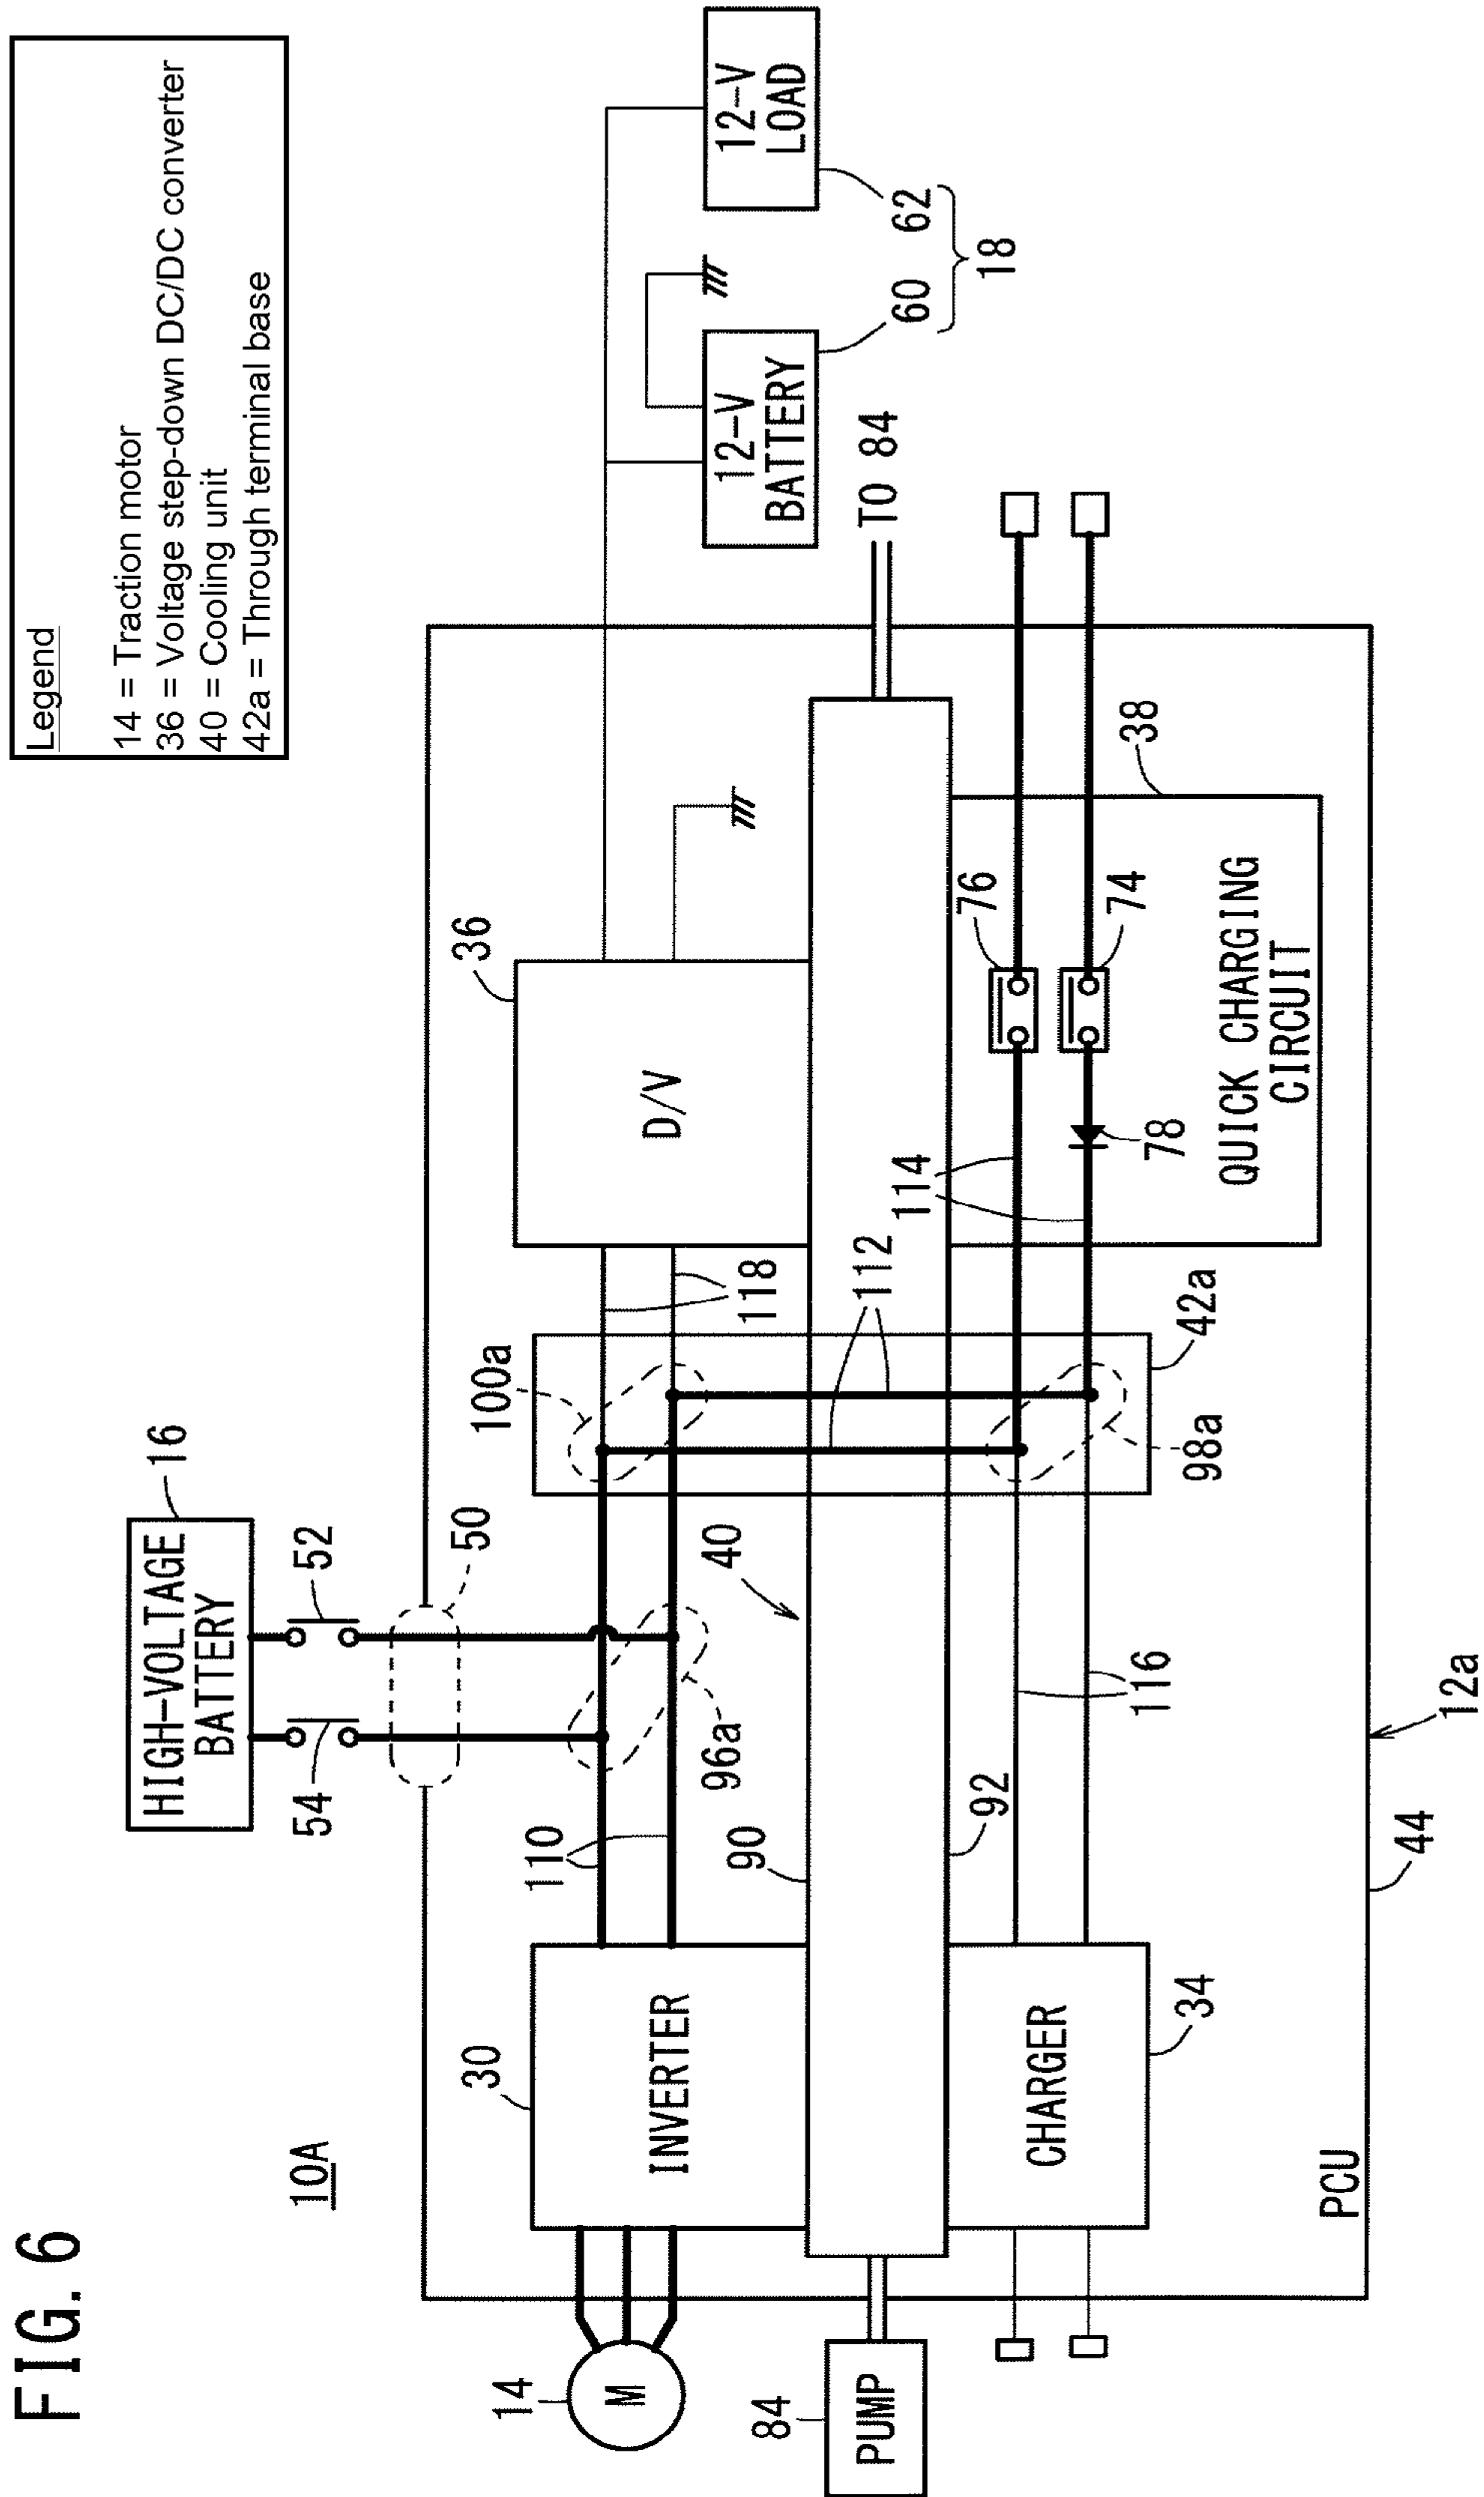 FIG. 6
10A
Legend
14 = Traction motor
36 = Voltage step-down DC/DC converter
40 = Cooling unit
42a = Through terminal base
HIGH-VOLTAGE
BATTERY
16
54
52
50
30
110
96a
100a
118
36
14
M
INVERTER
D/V
12-V
BATTERY
12-V
LOAD
60
62
18
84
PUMP
90
40
112
TO 84
92
114
76
74
78
38
CHARGER
34
116
98a
42a
QUICK CHARGING
CIRCUIT
PCU
44
12a